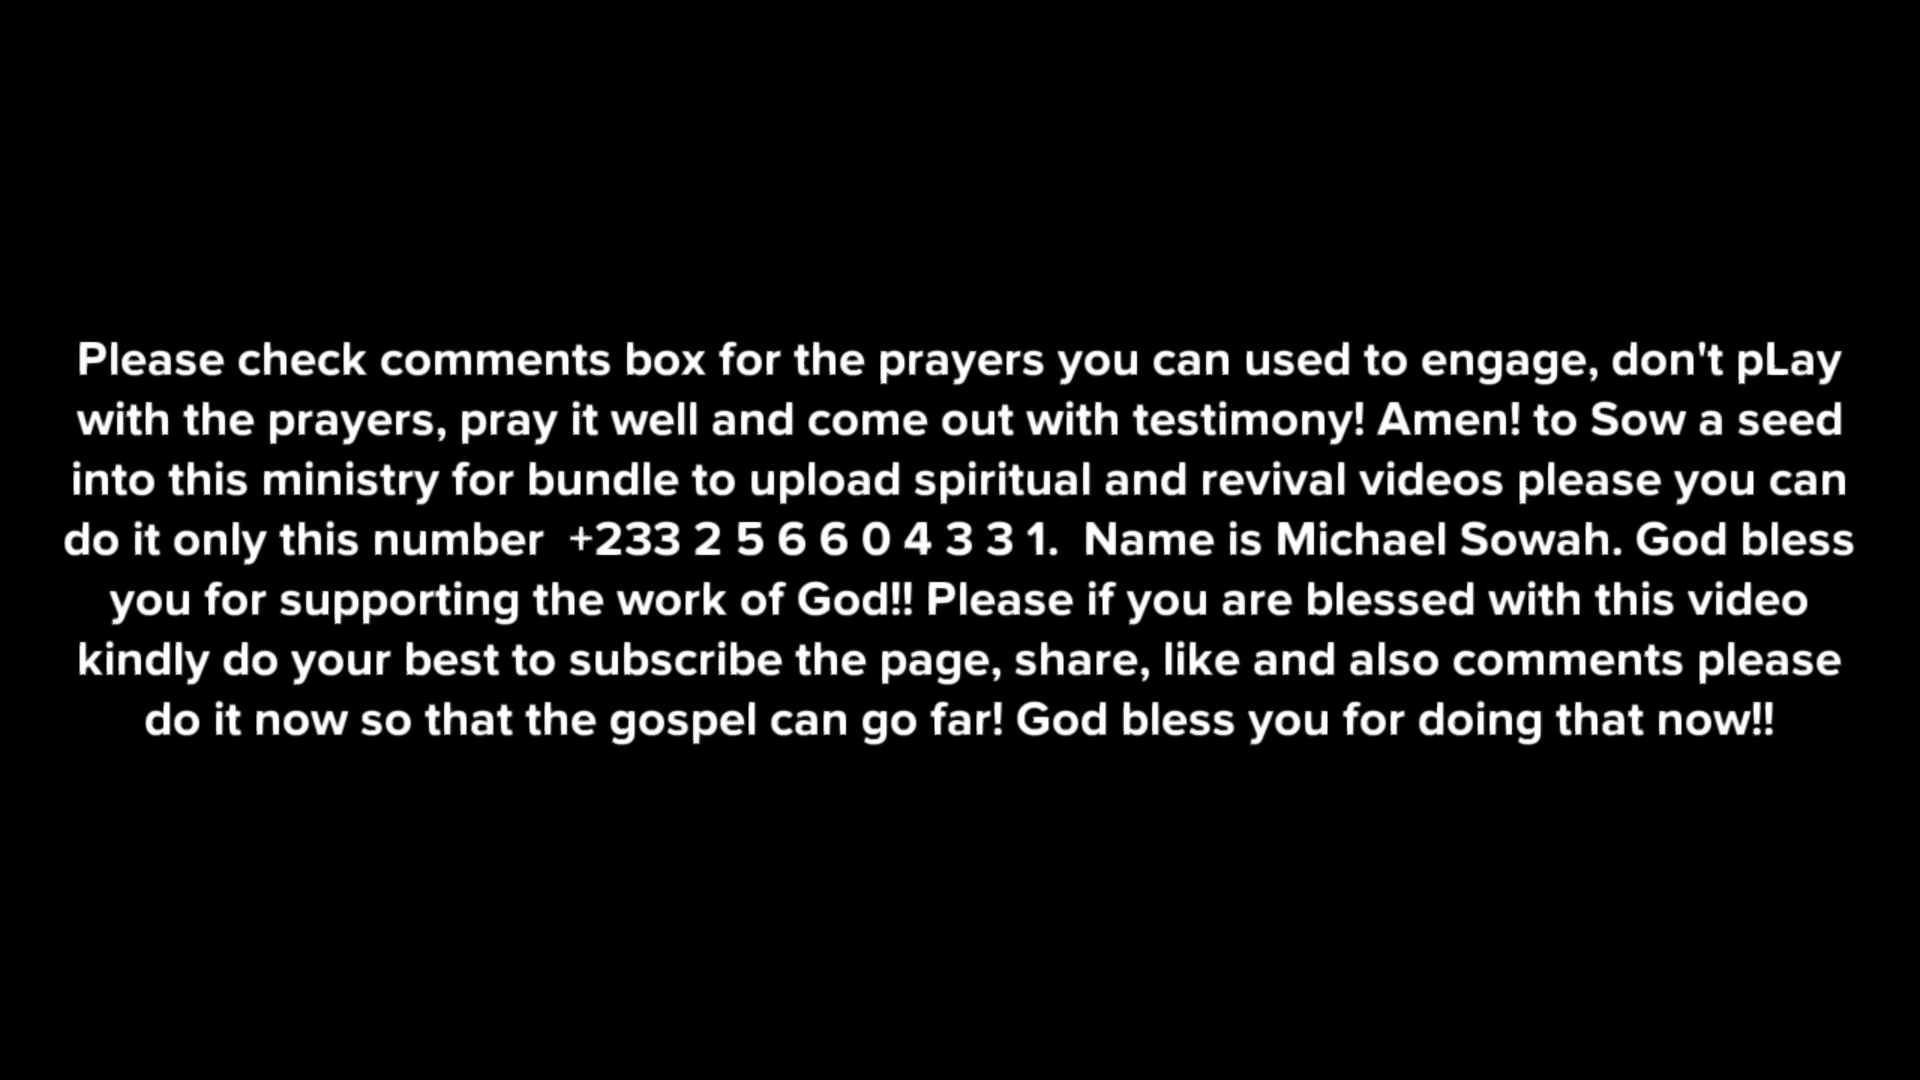 Please check comments box for the prayers you can used to engage, don't pLay
with the prayers, pray it well and come out with testimony! Amen! to Sow a seed
into this ministry for bundle to upload spiritual and revival videos please you can
do it only this number  +233 2 5 6 6 0 4 3 3 1.  Name is Michael Sowah. God bless
you for supporting the work of God!! Please if you are blessed with this video
kindly do your best to subscribe the page, share, like and also comments please
do it now so that the gospel can go far! God bless you for doing that now!!